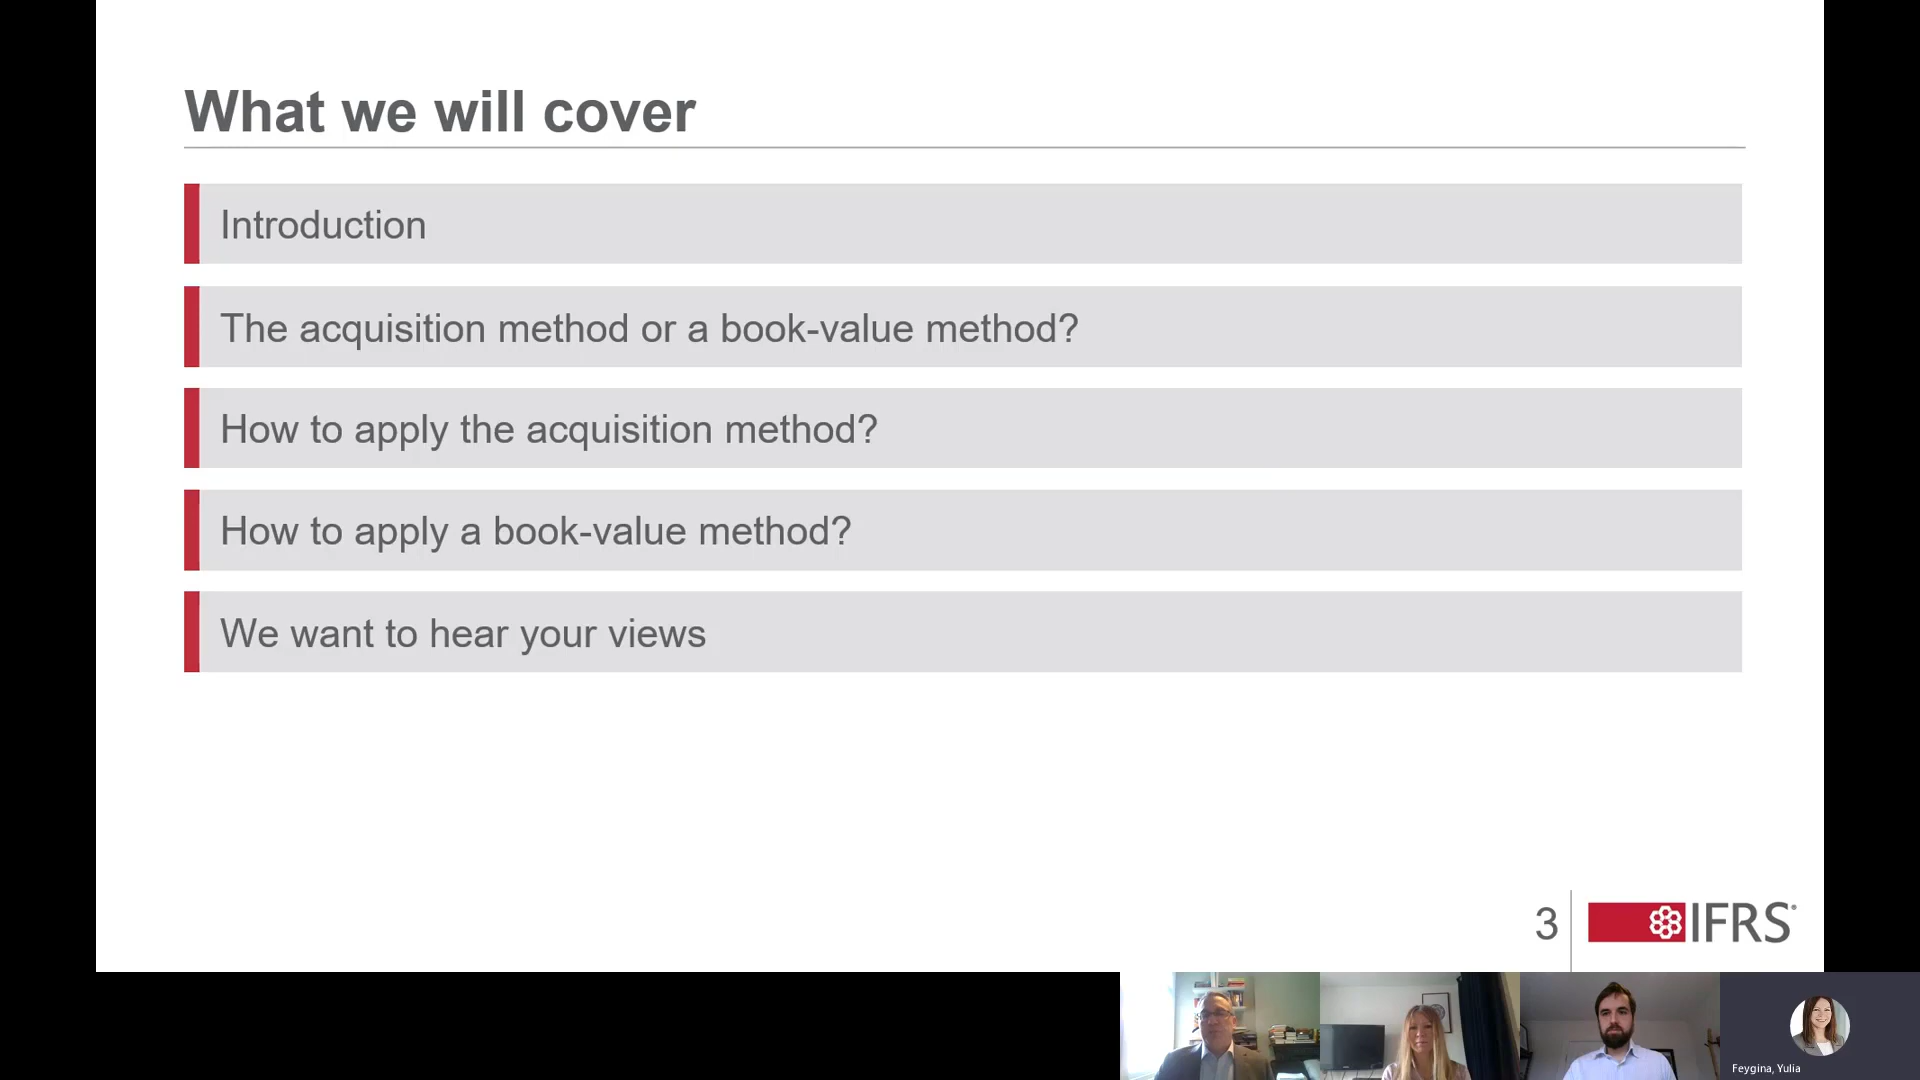 What we will cover
Introduction
The acquisition method or a book-value method?
How to apply the acquisition method?
How to apply a book-value method?
We want to hear your views
3
IFRS®
Feygina, Yulia